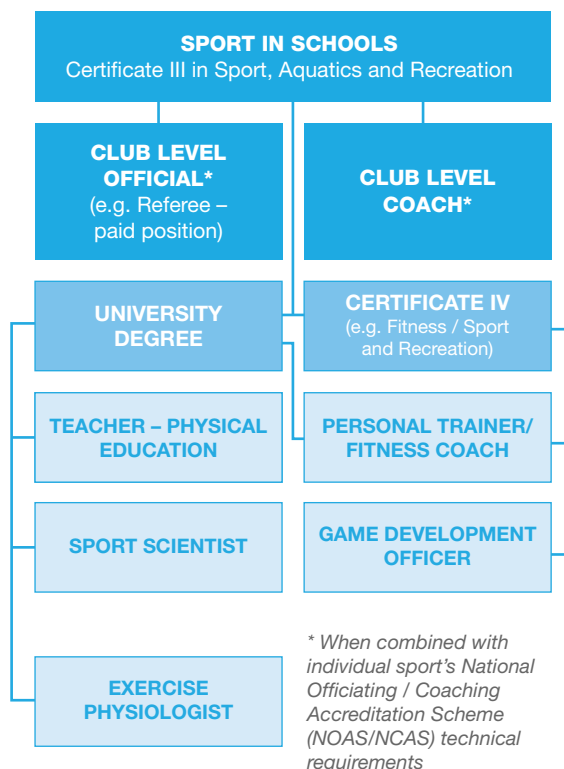 SPORT IN SCHOOLS
Certificate III in Sport, Aquatics and Recreation
CLUB LEVEL
OFFICIAL*
(e.g. Referee –
paid position)
CLUB LEVEL
COACH*
UNIVERSITY
DEGREE
CERTIFICATE IV
(e.g. Fitness / Sport
and Recreation)
TEACHER – PHYSICAL
EDUCATION
PERSONAL TRAINER/
FITNESS COACH
SPORT SCIENTIST
GAME DEVELOPMENT
OFFICER
EXERCISE
PHYSIOLOGIST
* When combined with
individual sport's National
Officiating / Coaching
Accreditation Scheme
(NOAS/NCAS) technical
requirements